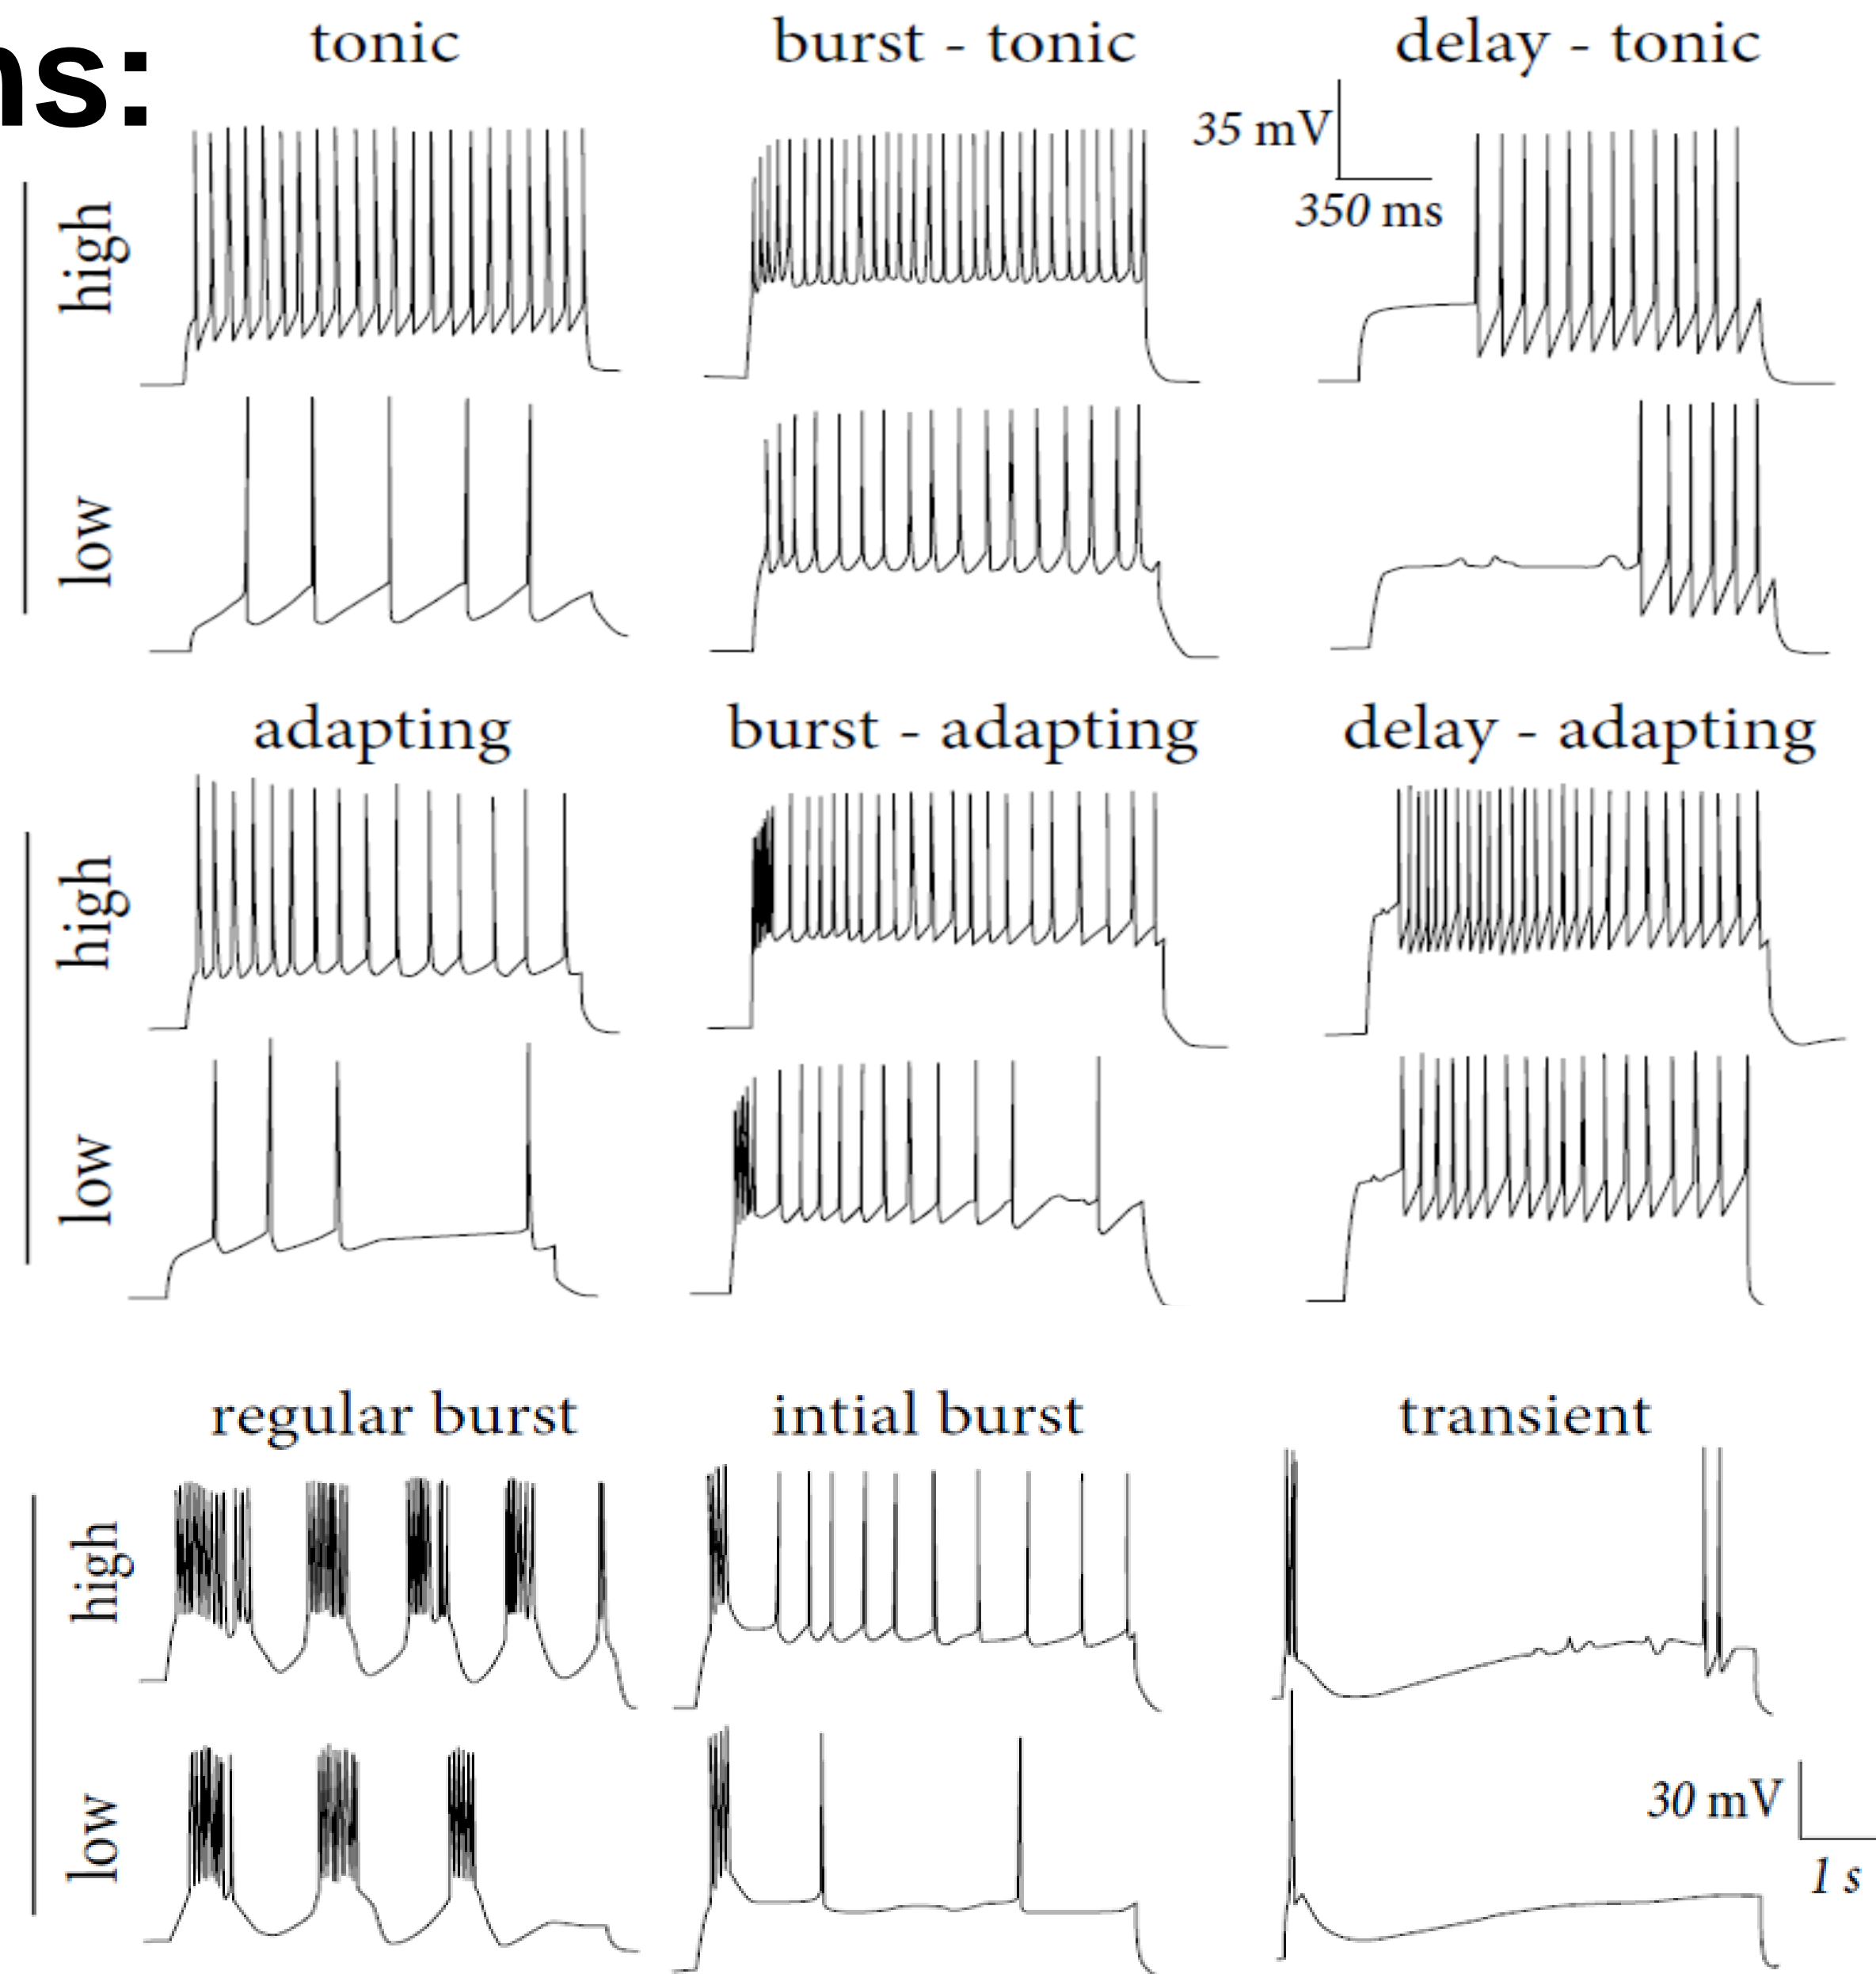 ns:
tonic
burst - tonic
delay - tonic
35 mV
350 ms
high
low
adapting
burst - adapting
delay - adapting
high
low
regular burst
intial burst
transient
high
low
30 mV
1 s